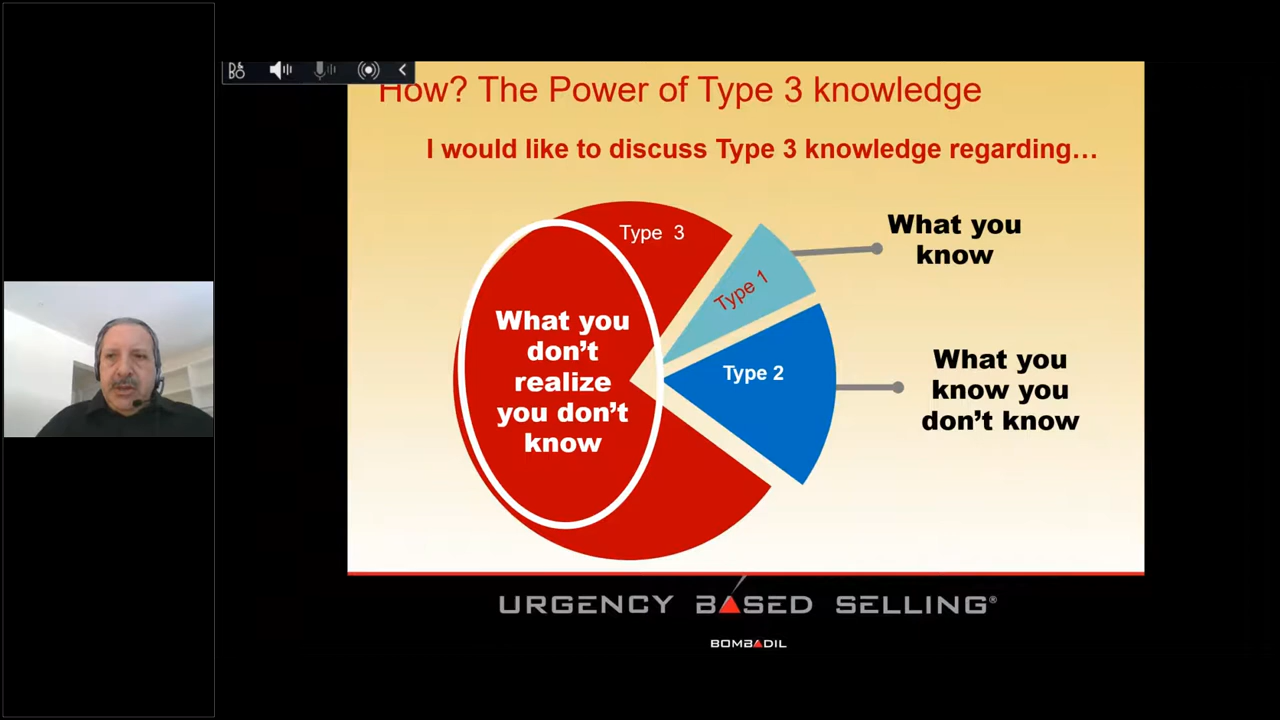 How? The Power of Type 3 knowledge
I would like to discuss Type 3 knowledge regarding…
Type 3
What you
don’t
realize
you don’t
know
Type 1
What you
know
Type 2
What you
know you
don’t know
URGENCY BASED SELLING®
BOMBADIL